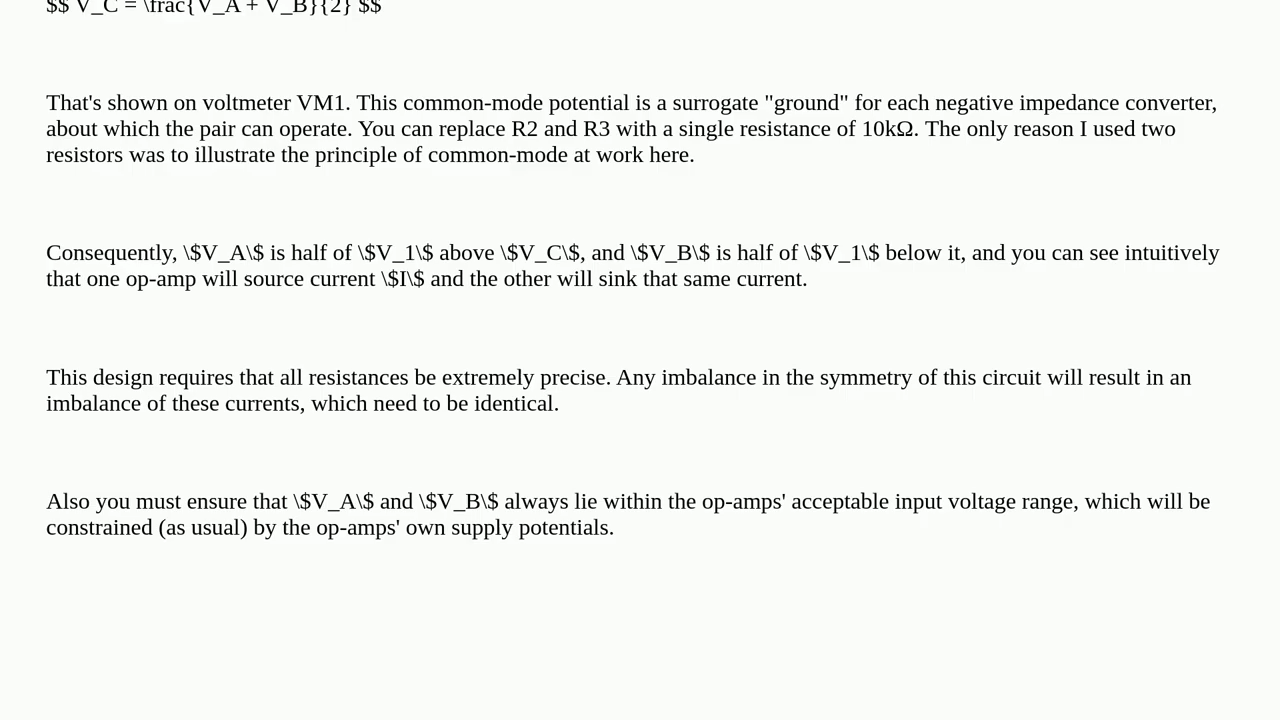 $$ V_C = \frac{V_A + V_B}{2} $$
That's shown on voltmeter VM1. This common-mode potential is a surrogate "ground" for each negative impedance converter,
about which the pair can operate. You can replace R2 and R3 with a single resistance of 10kΩ. The only reason I used two
resistors was to illustrate the principle of common-mode at work here.
Consequently, \$V_A\$ is half of \$V_1\$ above \$V_C\$, and \$V_B\$ is half of \$V_1\$ below it, and you can see intuitively
that one op-amp will source current \$I\$ and the other will sink that same current.
This design requires that all resistances be extremely precise. Any imbalance in the symmetry of this circuit will result in an
imbalance of these currents, which need to be identical.
Also you must ensure that \$V_A\$ and \$V_B\$ always lie within the op-amps' acceptable input voltage range, which will be
constrained (as usual) by the op-amps' own supply potentials.